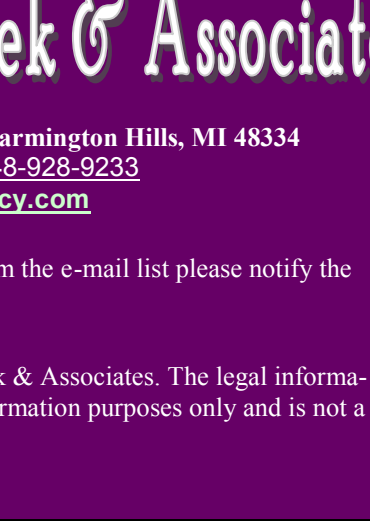 ek & Associat
armington Hills, MI 48334
8-928-9233
cy.com
m the e-mail list please notify the
k & Associates. The legal informa-
rmation purposes only and is not a